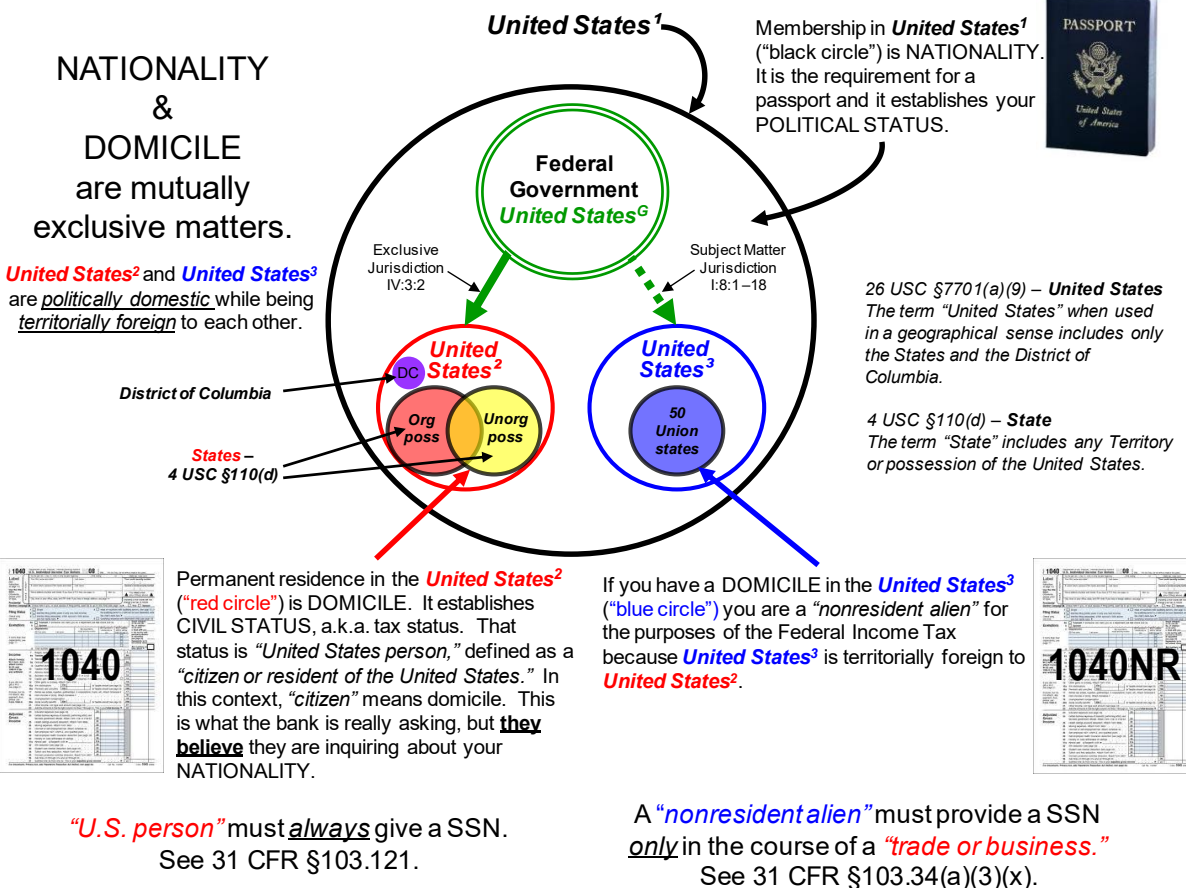 United States¹
NATIONALITY
&
DOMICILE
are mutually
exclusive matters.
United States² and United States³
are politically domestic while being
territorially foreign to each other.
Membership in United States¹
(“black circle”) is NATIONALITY.
It is the requirement for a
passport and it establishes your
POLITICAL STATUS.
PASSPORT
United States
of America
Federal
Government
United Statesᴳ
Exclusive
Jurisdiction
IV:3:2
Subject Matter
Jurisdiction
I:8:1–18
26 USC §7701(a)(9) – United States
The term “United States” when used
in a geographical sense includes only
the States and the District of
Columbia.
4 USC §110(d) – State
The term “State” includes any Territory
or possession of the United States.
United
States²
DC
Org
poss
Unorg
poss
United
States³
50
Union
states
District of Columbia
States –
4 USC §110(d)
1040
1040
Permanent residence in the United States²
(“red circle”) is DOMICILE. It establishes
CIVIL STATUS, a.k.a. legal status. That
status is “United States person,” defined as a
“citizen or resident of the United States.” In
this context, “citizen” means domicile. This
is what the bank is really asking, but they
believe they are inquiring about your
NATIONALITY.
If you have a DOMICILE in the United States³
(“blue circle”) you are a “nonresident alien” for
the purposes of the Federal Income Tax
because United States³ is territorially foreign to
United States².
1040
1040NR
“U.S. person” must always give a SSN.
See 31 CFR §103.121.
A “nonresident alien” must provide a SSN
only in the course of a “trade or business.”
See 31 CFR §103.34(a)(3)(x).